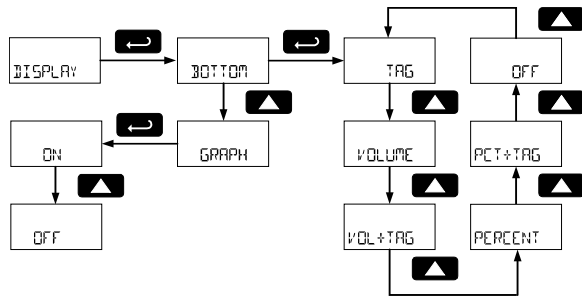 DISPLAY
BOTTOM
TAG
OFF
ON
GRAPH
VOLUME
PCT+TAG
OFF
VOL+TAG
PERCENT